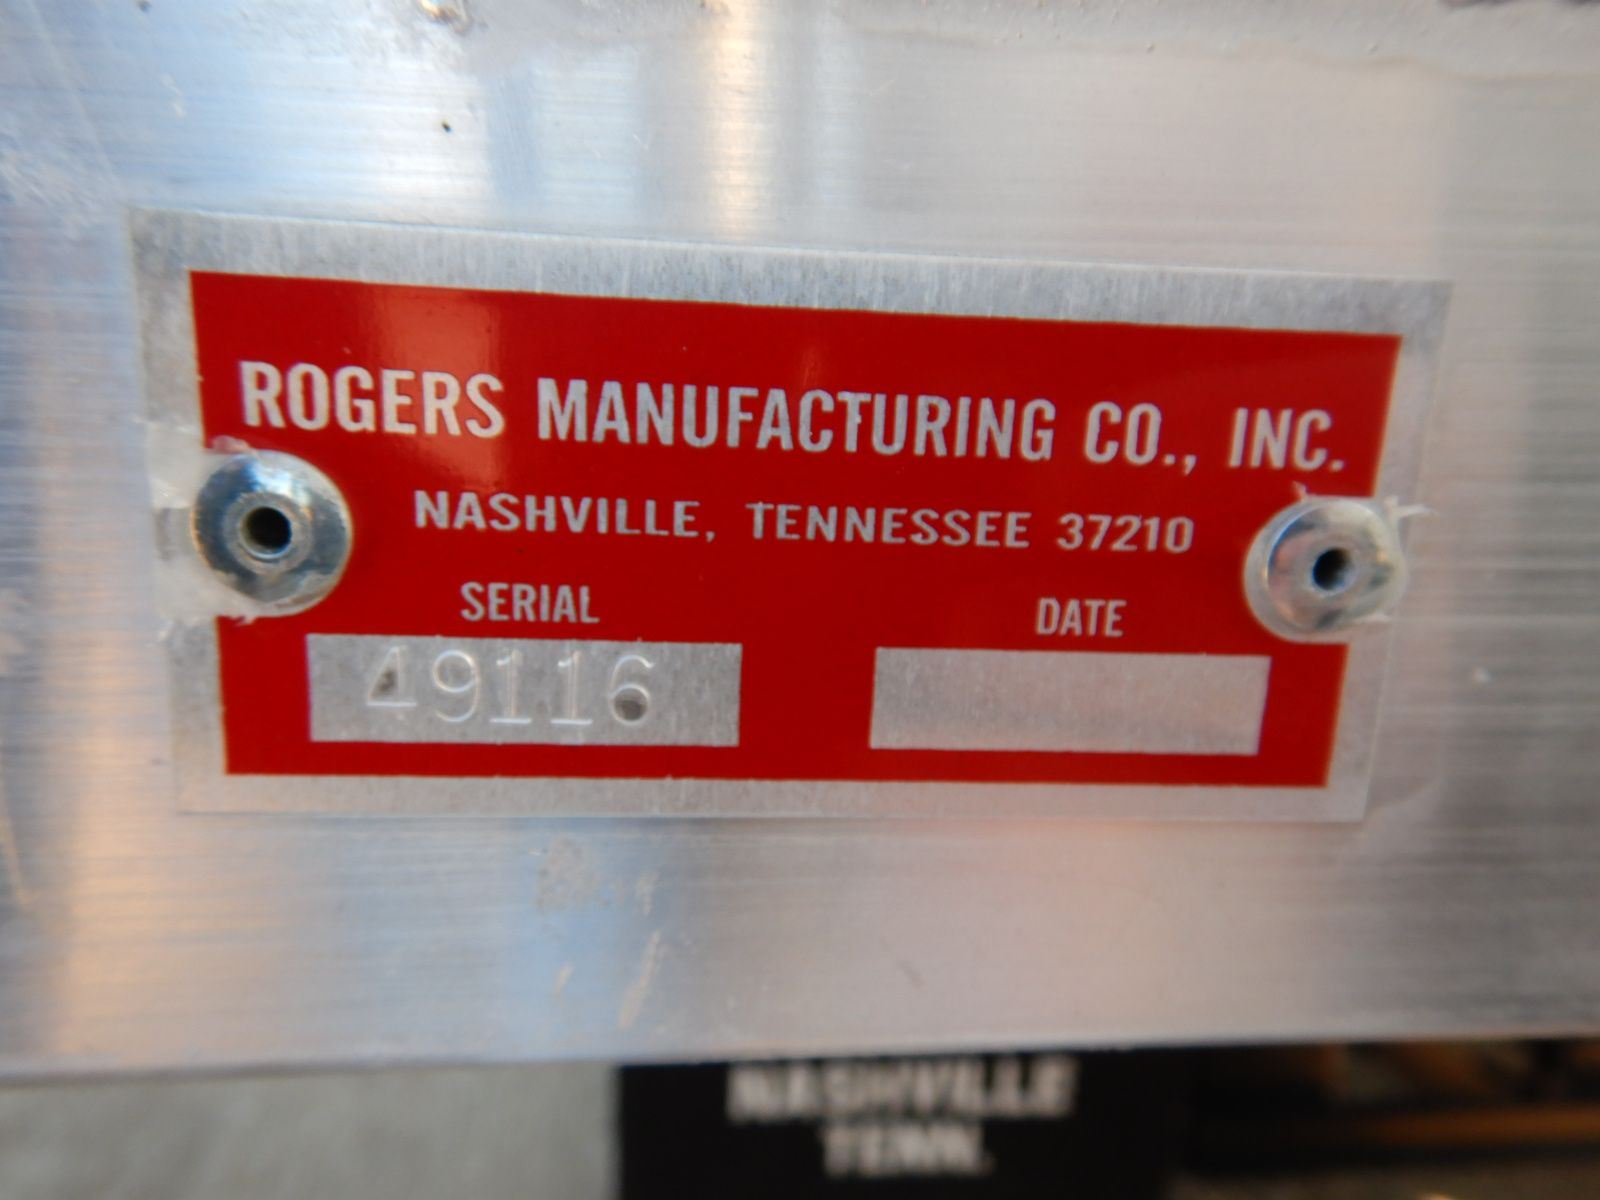 ROGERS MANUFACTURING CO., INC.
NASHVILLE, TENNESSEE 37210
SERIAL
DATE
49116
NASHVILLE
TENN.